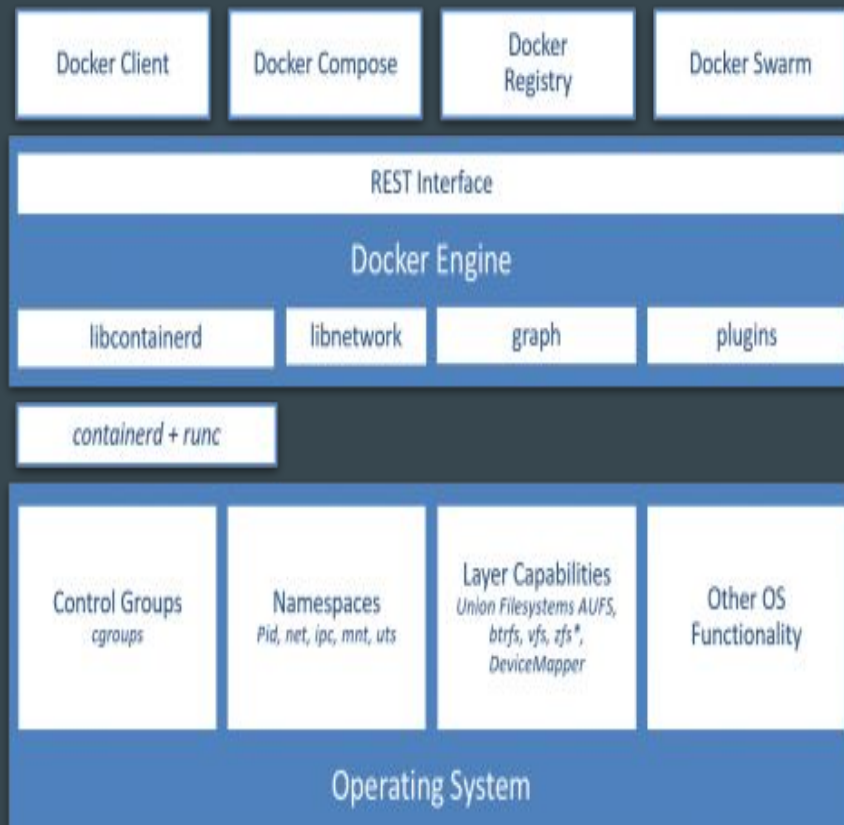 Docker Client
Docker Compose
Docker
Registry
Docker Swarm
REST Interface
Docker Engine
libcontainerd
libnetwork
graph
plugins
containerd + runc
Control Groups
cgroups
Namespaces
Pid, net, ipc, mnt, uts
Layer Capabilities
Union Filesystems AUFS,
btrfs, vfs, zfs*,
DeviceMapper
Other OS
Functionality
Operating System